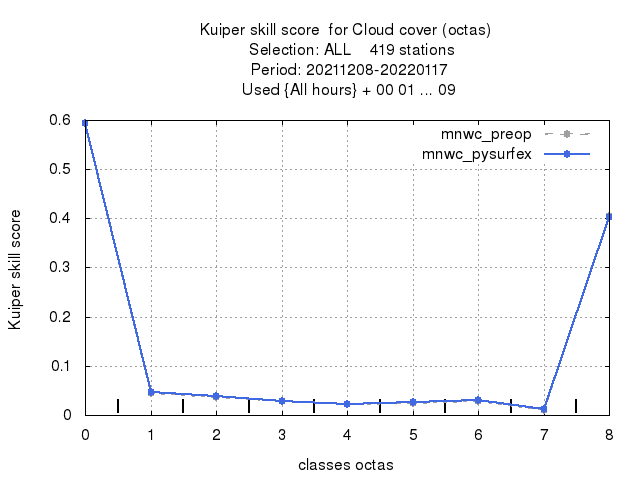 Kuiper skill score  for Cloud cover (octas)
Selection: ALL    419 stations
Period: 20211208-20220117
Used {All hours} + 00 01 ... 09
mnwc_preop
mnwc_pysurfex
0.6
0.5
0.4
0.3
0.2
0.1
0
Kuiper skill score
0 1 2 3 4 5 6 7 8
classes octas